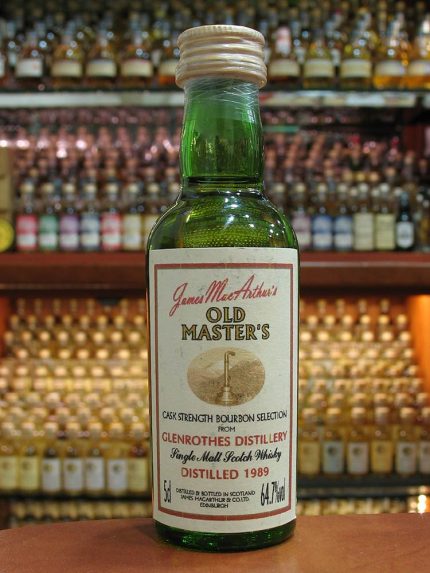 James MacArthur's
OLD
MASTER'S
CASK STRENGTH BOURBON SELECTION
FROM
GLENROTHES DISTILLERY
Single Malt Scotch Whisky
DISTILLED 1989
5cl DISTILLED & BOTTLED IN SCOTLAND 64.7%vol
JAMES MACARTHUR & CO. LTD.
EDINBURGH